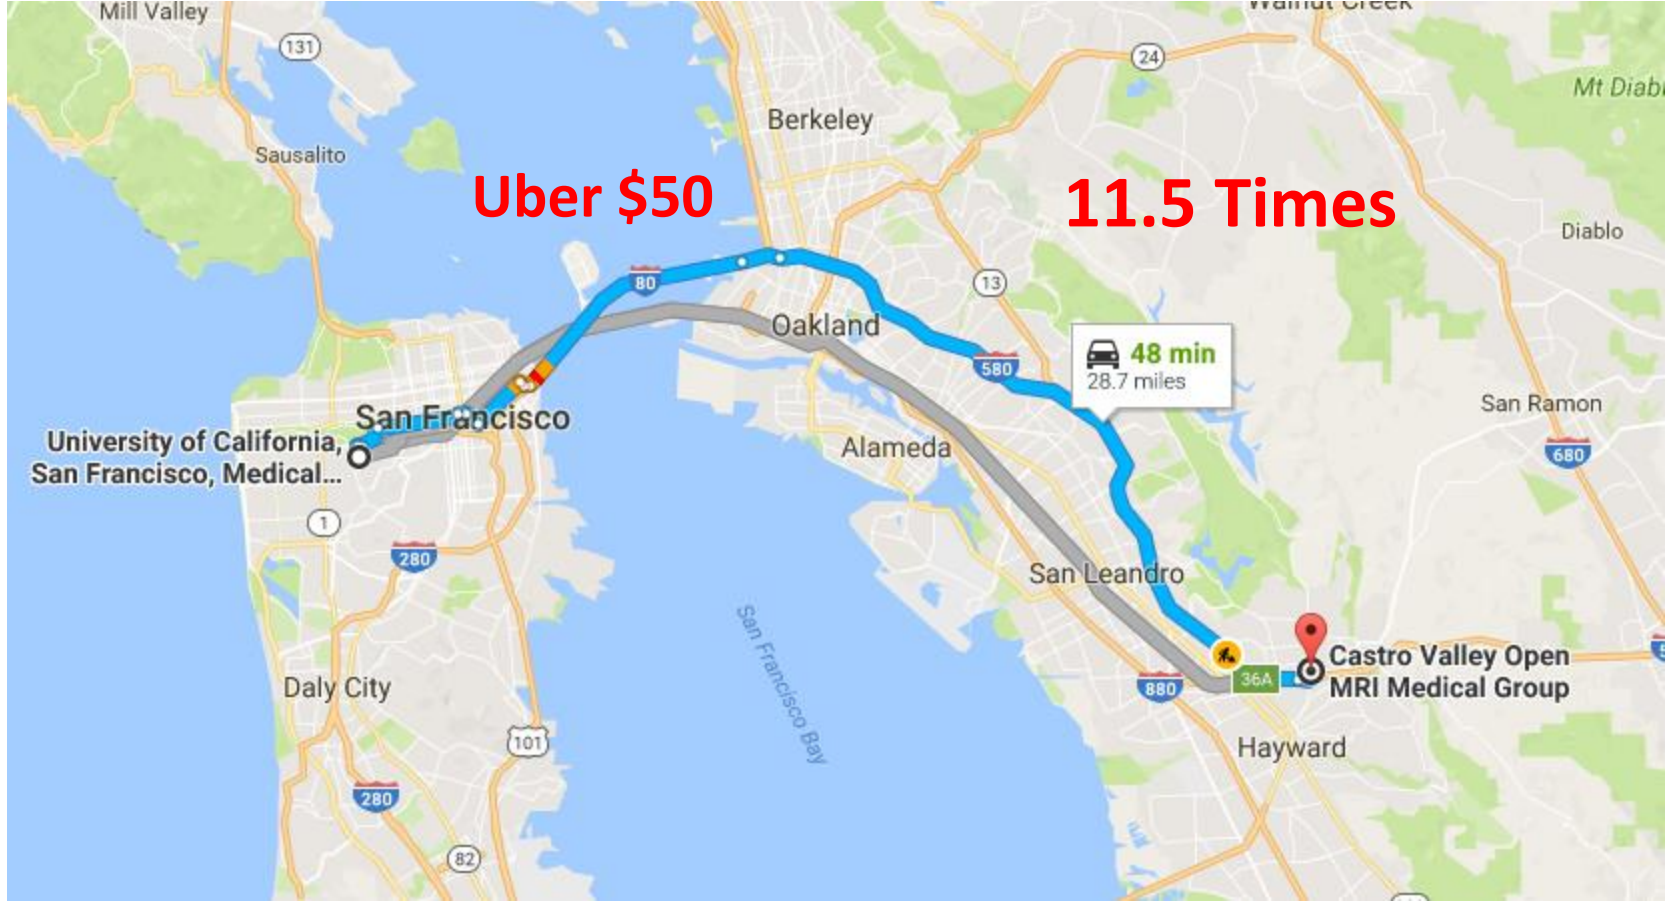 Mill Valley
Walnut Creek
131
24
Mt Diabl
Berkeley
Sausalito
Uber $50
11.5 Times
Diablo
80
13
Oakland
48 min
28.7 miles
580
San Francisco
San Ramon
University of California,
San Francisco, Medical...
Alameda
680
1
280
San Leandro
San Francisco Bay
Castro Valley Open
MRI Medical Group
36A
880
5
Daly City
101
Hayward
280
82